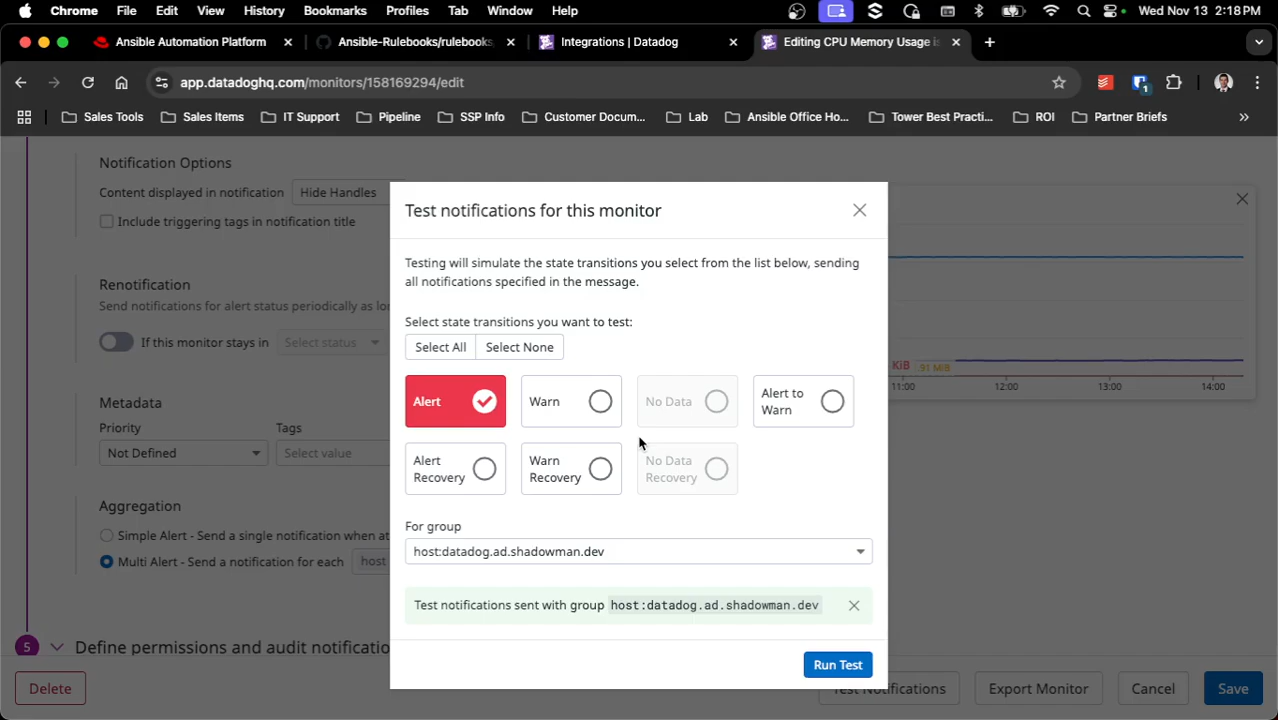 Chrome File Edit View History Bookmarks Profiles Tab Window Help Wed Nov 13 2:18 PM
Ansible Automation Platform Ansible-Rulebooks/rulebooks, Integrations | Datadog Editing CPU Memory Usage is
app.datadoghq.com/monitors/158169294/edit
Sales Tools Sales Items IT Support Pipeline SSP Info Customer Docum... Lab Ansible Office Ho... Tower Best Practi... ROI Partner Briefs
Notification Options
Content displayed in notification Hide Handles
Include triggering tags in notification title
Renotification
Send notifications for alert status periodically as lon
If this monitor stays in Select status
Metadata
Priority Tags
Not Defined Select value
Aggregation
Simple Alert - Send a single notification when at
Multi Alert - Send a notification for each host
5 Define permissions and audit notificatio
Delete
Test notifications for this monitor
Testing will simulate the state transitions you select from the list below, sending
all notifications specified in the message.
Select state transitions you want to test:
Select All Select None
Alert Warn No Data Alert to
Warn
Alert
Recovery Warn
Recovery No Data
Recovery
For group
host:datadog.ad.shadowman.dev
Test notifications sent with group host:datadog.ad.shadowman.dev
Run Test
KiB .91 MiB
11:00 12:00 13:00 14:00
Test Notifications Export Monitor Cancel Save